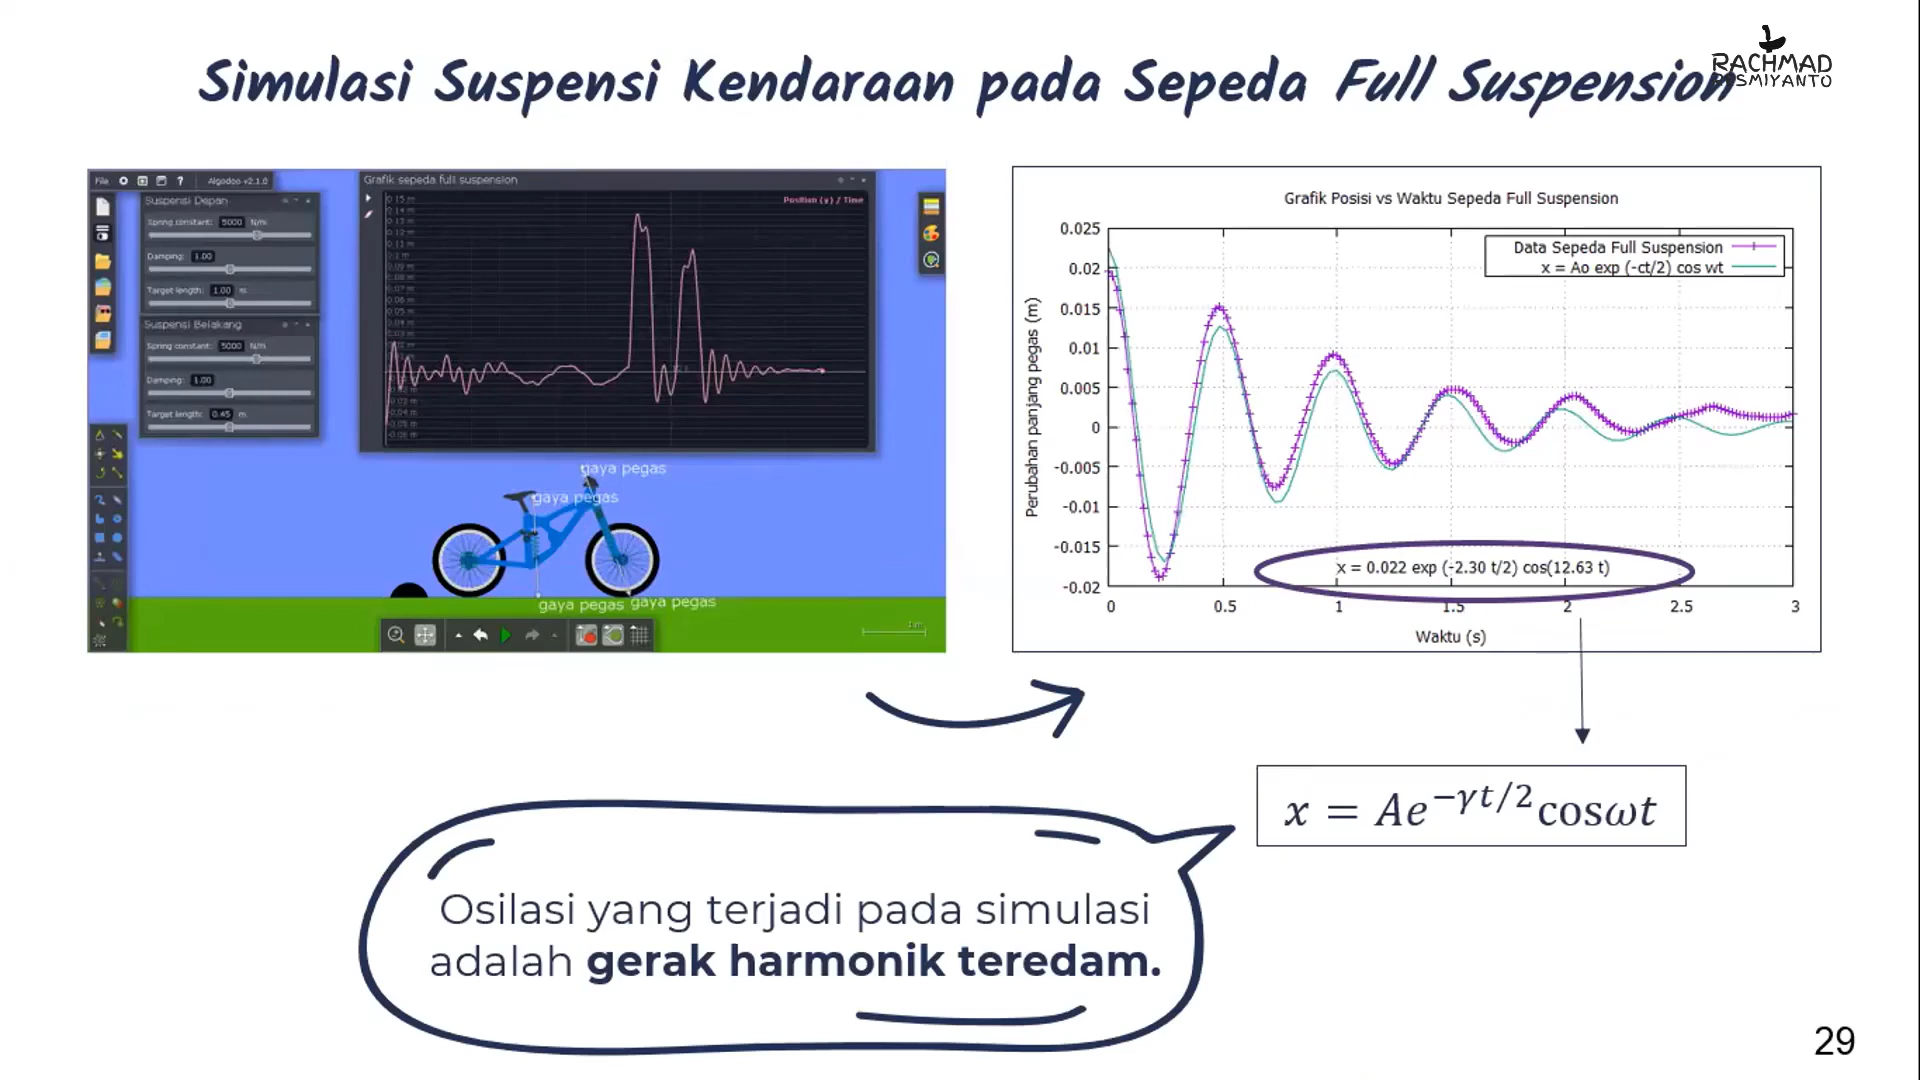 Simulasi Suspensi Kendaraan pada Sepeda Full Suspension
RACHMAD
File ? Algodoo v2.1.0
Suspensi Depan
Spring constant: 5000 N/m
Damping: 1.00
Target length: 1.00 m
Suspensi Belakang
Spring constant: 5000 N/m
Damping: 1.00
Target length: 0.45 m
Grafik sepeda full suspension
Position (y) / Time
gaya pegas
gaya pegas
gaya pegas gaya pegas
1 m
Grafik Posisi vs Waktu Sepeda Full Suspension
Data Sepeda Full Suspension
x = Ao exp (-ct/2) cos wt
Perubahan panjang pegas (m)
0.025
0.02
0.015
0.01
0.005
0
-0.005
-0.01
-0.015
-0.02
x = 0.022 exp (-2.30 t/2) cos(12.63 t)
0 0.5 1 1.5 2 2.5 3
Waktu (s)
x = Ae^{-γt/2}cosωt
Osilasi yang terjadi pada simulasi
adalah gerak harmonik teredam.
29